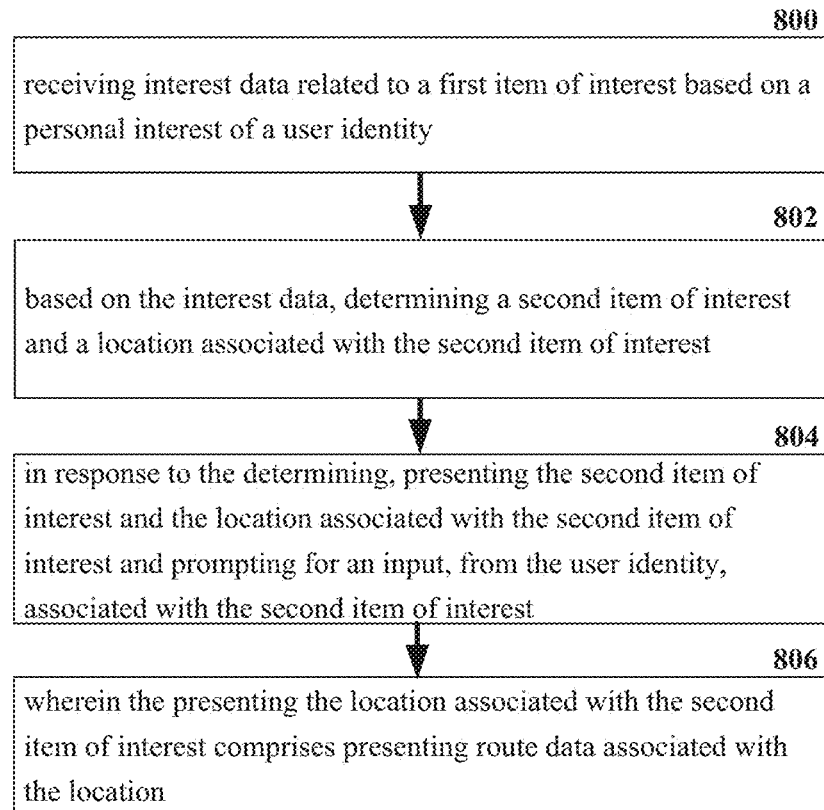 800
receiving interest data related to a first item of interest based on a
personal interest of a user identity
802
based on the interest data, determining a second item of interest
and a location associated with the second item of interest
804
in response to the determining, presenting the second item of
interest and the location associated with the second item of
interest and prompting for an input, from the user identity,
associated with the second item of interest
806
wherein the presenting the location associated with the second
item of interest comprises presenting route data associated with
the location